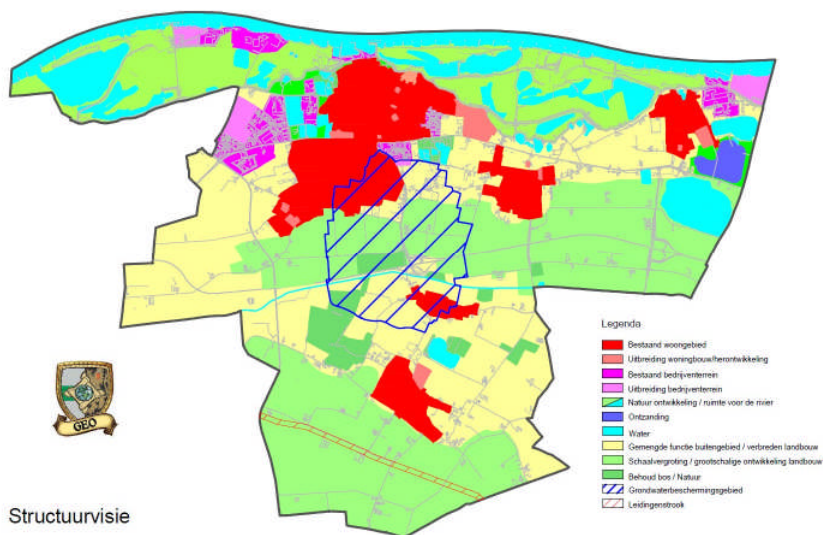 Legenda
Bestaand woongebied
Uitbreiding woningbouw/herontwikkeling
Bestaand bedrijventerrein
Uitbreiding bedrijventerrein
Natuur ontwikkeling / ruimte voor de rivier
Ontzanding
Water
Gemengde functie buitengebied / verbreden landbouw
Schaalvergroting / grootschalige ontwikkeling landbouw
Behoud bos / Natuur
Grondwaterbeschermingsgebied
Leidingenstrook
GEO
Structuurvisie